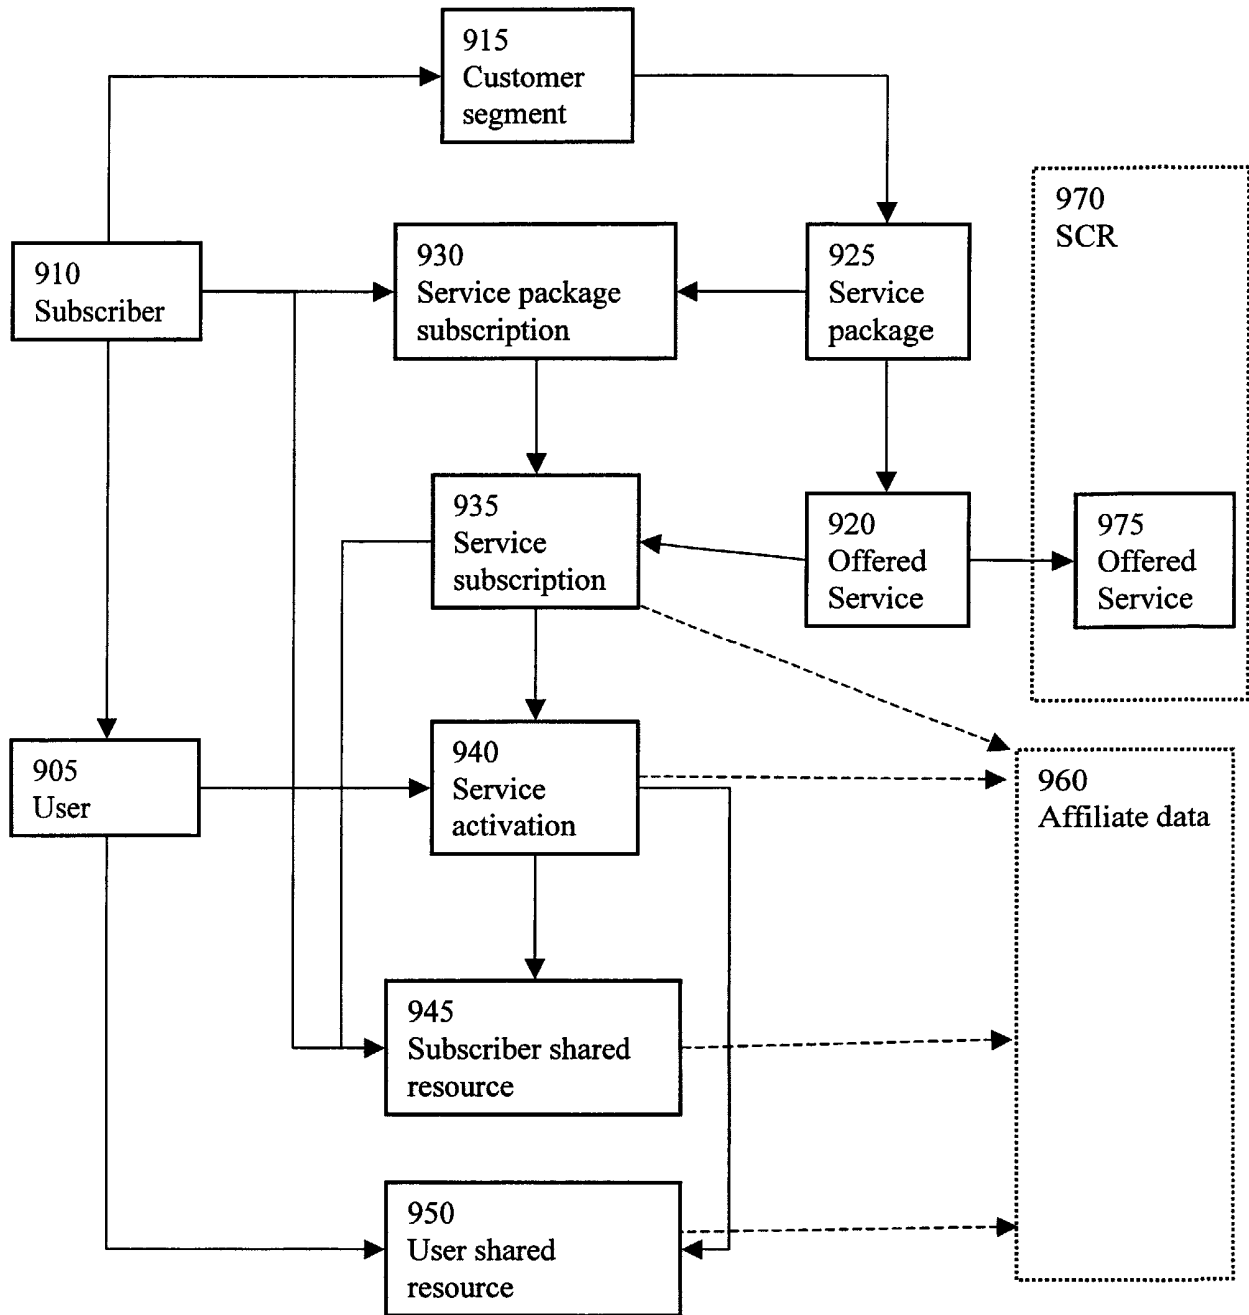 915
Customer
segment
970
SCR
910
Subscriber
930
Service package
subscription
925
Service
package
935
Service
subscription
920
Offered
Service
975
Offered
Service
905
User
940
Service
activation
960
Affiliate data
945
Subscriber shared
resource
950
User shared
resource